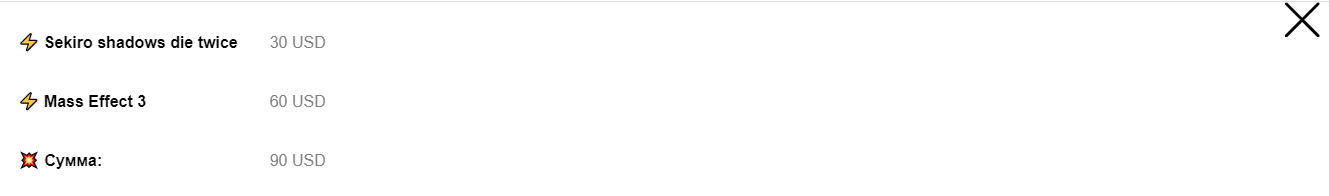 ⚡ Sekiro shadows die twice 30 USD
⚡ Mass Effect 3 60 USD
💥 Сумма: 90 USD